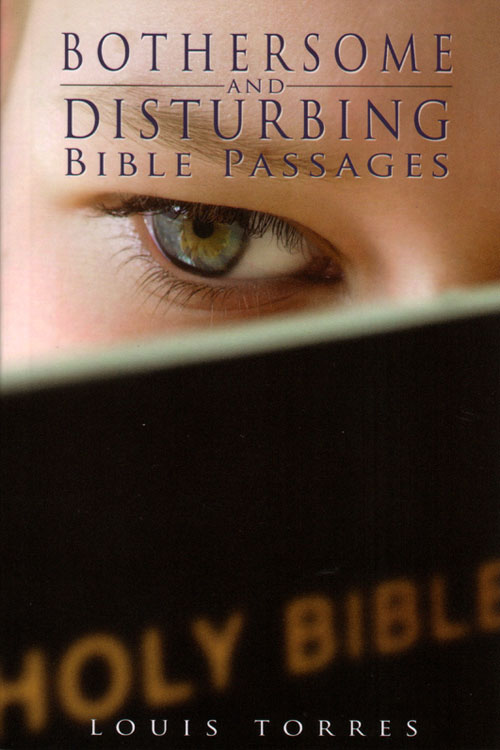 BOTHERSOME
AND
DISTURBING
BIBLE PASSAGES
HOLY BIBLE
LOUIS TORRES